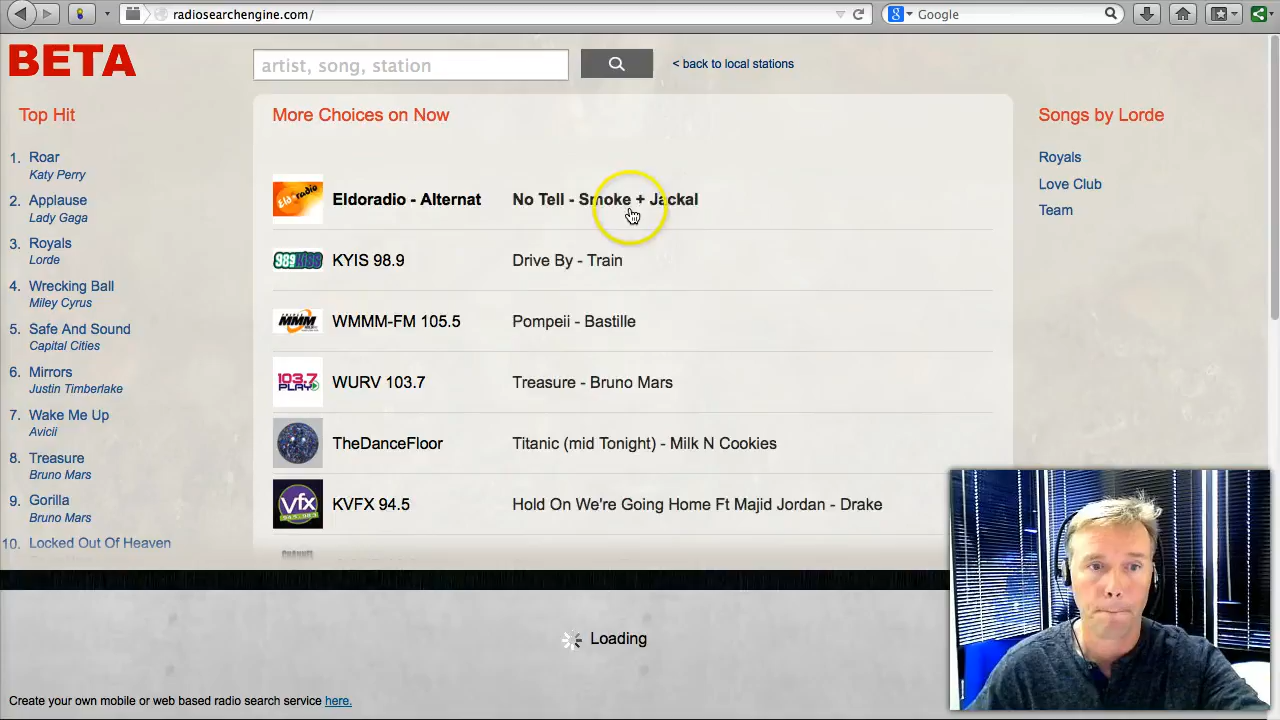 radiosearchengine.com/
Google
BETA
artist, song, station
< back to local stations
Top Hit
1. Roar
Katy Perry
2. Applause
Lady Gaga
3. Royals
Lorde
4. Wrecking Ball
Miley Cyrus
5. Safe And Sound
Capital Cities
6. Mirrors
Justin Timberlake
7. Wake Me Up
Avicii
8. Treasure
Bruno Mars
9. Gorilla
Bruno Mars
10. Locked Out Of Heaven
More Choices on Now
Eldoradio - Alternat No Tell - Smoke + Jackal
KYIS 98.9 Drive By - Train
WMMM-FM 105.5 Pompeii - Bastille
WURV 103.7 Treasure - Bruno Mars
TheDanceFloor Titanic (mid Tonight) - Milk N Cookies
KVFX 94.5 Hold On We're Going Home Ft Majid Jordan - Drake
Songs by Lorde
Royals
Love Club
Team
Loading
Create your own mobile or web based radio search service here.